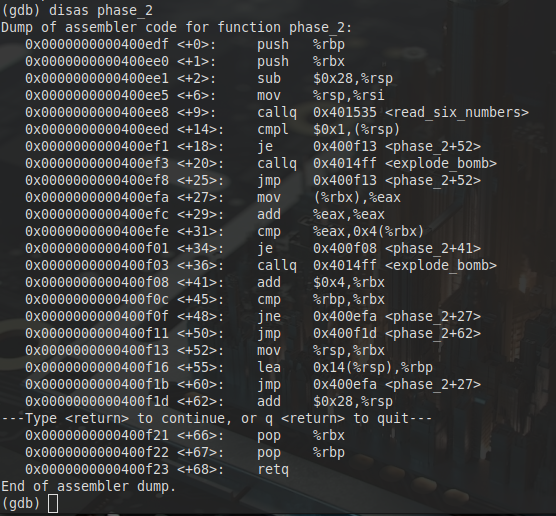 (gdb) disas phase_2
Dump of assembler code for function phase_2:
   0x0000000000400edf <+0>:     push   %rbp
   0x0000000000400ee0 <+1>:     push   %rbx
   0x0000000000400ee1 <+2>:     sub    $0x28,%rsp
   0x0000000000400ee5 <+6>:     mov    %rsp,%rsi
   0x0000000000400ee8 <+9>:     callq  0x401535 <read_six_numbers>
   0x0000000000400eed <+14>:    cmpl   $0x1,(%rsp)
   0x0000000000400ef1 <+18>:    je     0x400f13 <phase_2+52>
   0x0000000000400ef3 <+20>:    callq  0x4014ff <explode_bomb>
   0x0000000000400ef8 <+25>:    jmp    0x400f13 <phase_2+52>
   0x0000000000400efa <+27>:    mov    (%rbx),%eax
   0x0000000000400efc <+29>:    add    %eax,%eax
   0x0000000000400efe <+31>:    cmp    %eax,0x4(%rbx)
   0x0000000000400f01 <+34>:    je     0x400f08 <phase_2+41>
   0x0000000000400f03 <+36>:    callq  0x4014ff <explode_bomb>
   0x0000000000400f08 <+41>:    add    $0x4,%rbx
   0x0000000000400f0c <+45>:    cmp    %rbp,%rbx
   0x0000000000400f0f <+48>:    jne    0x400efa <phase_2+27>
   0x0000000000400f11 <+50>:    jmp    0x400f1d <phase_2+62>
   0x0000000000400f13 <+52>:    mov    %rsp,%rbx
   0x0000000000400f16 <+55>:    lea    0x14(%rsp),%rbp
   0x0000000000400f1b <+60>:    jmp    0x400efa <phase_2+27>
   0x0000000000400f1d <+62>:    add    $0x28,%rsp
---Type <return> to continue, or q <return> to quit---
   0x0000000000400f21 <+66>:    pop    %rbx
   0x0000000000400f22 <+67>:    pop    %rbp
   0x0000000000400f23 <+68>:    retq
End of assembler dump.
(gdb)